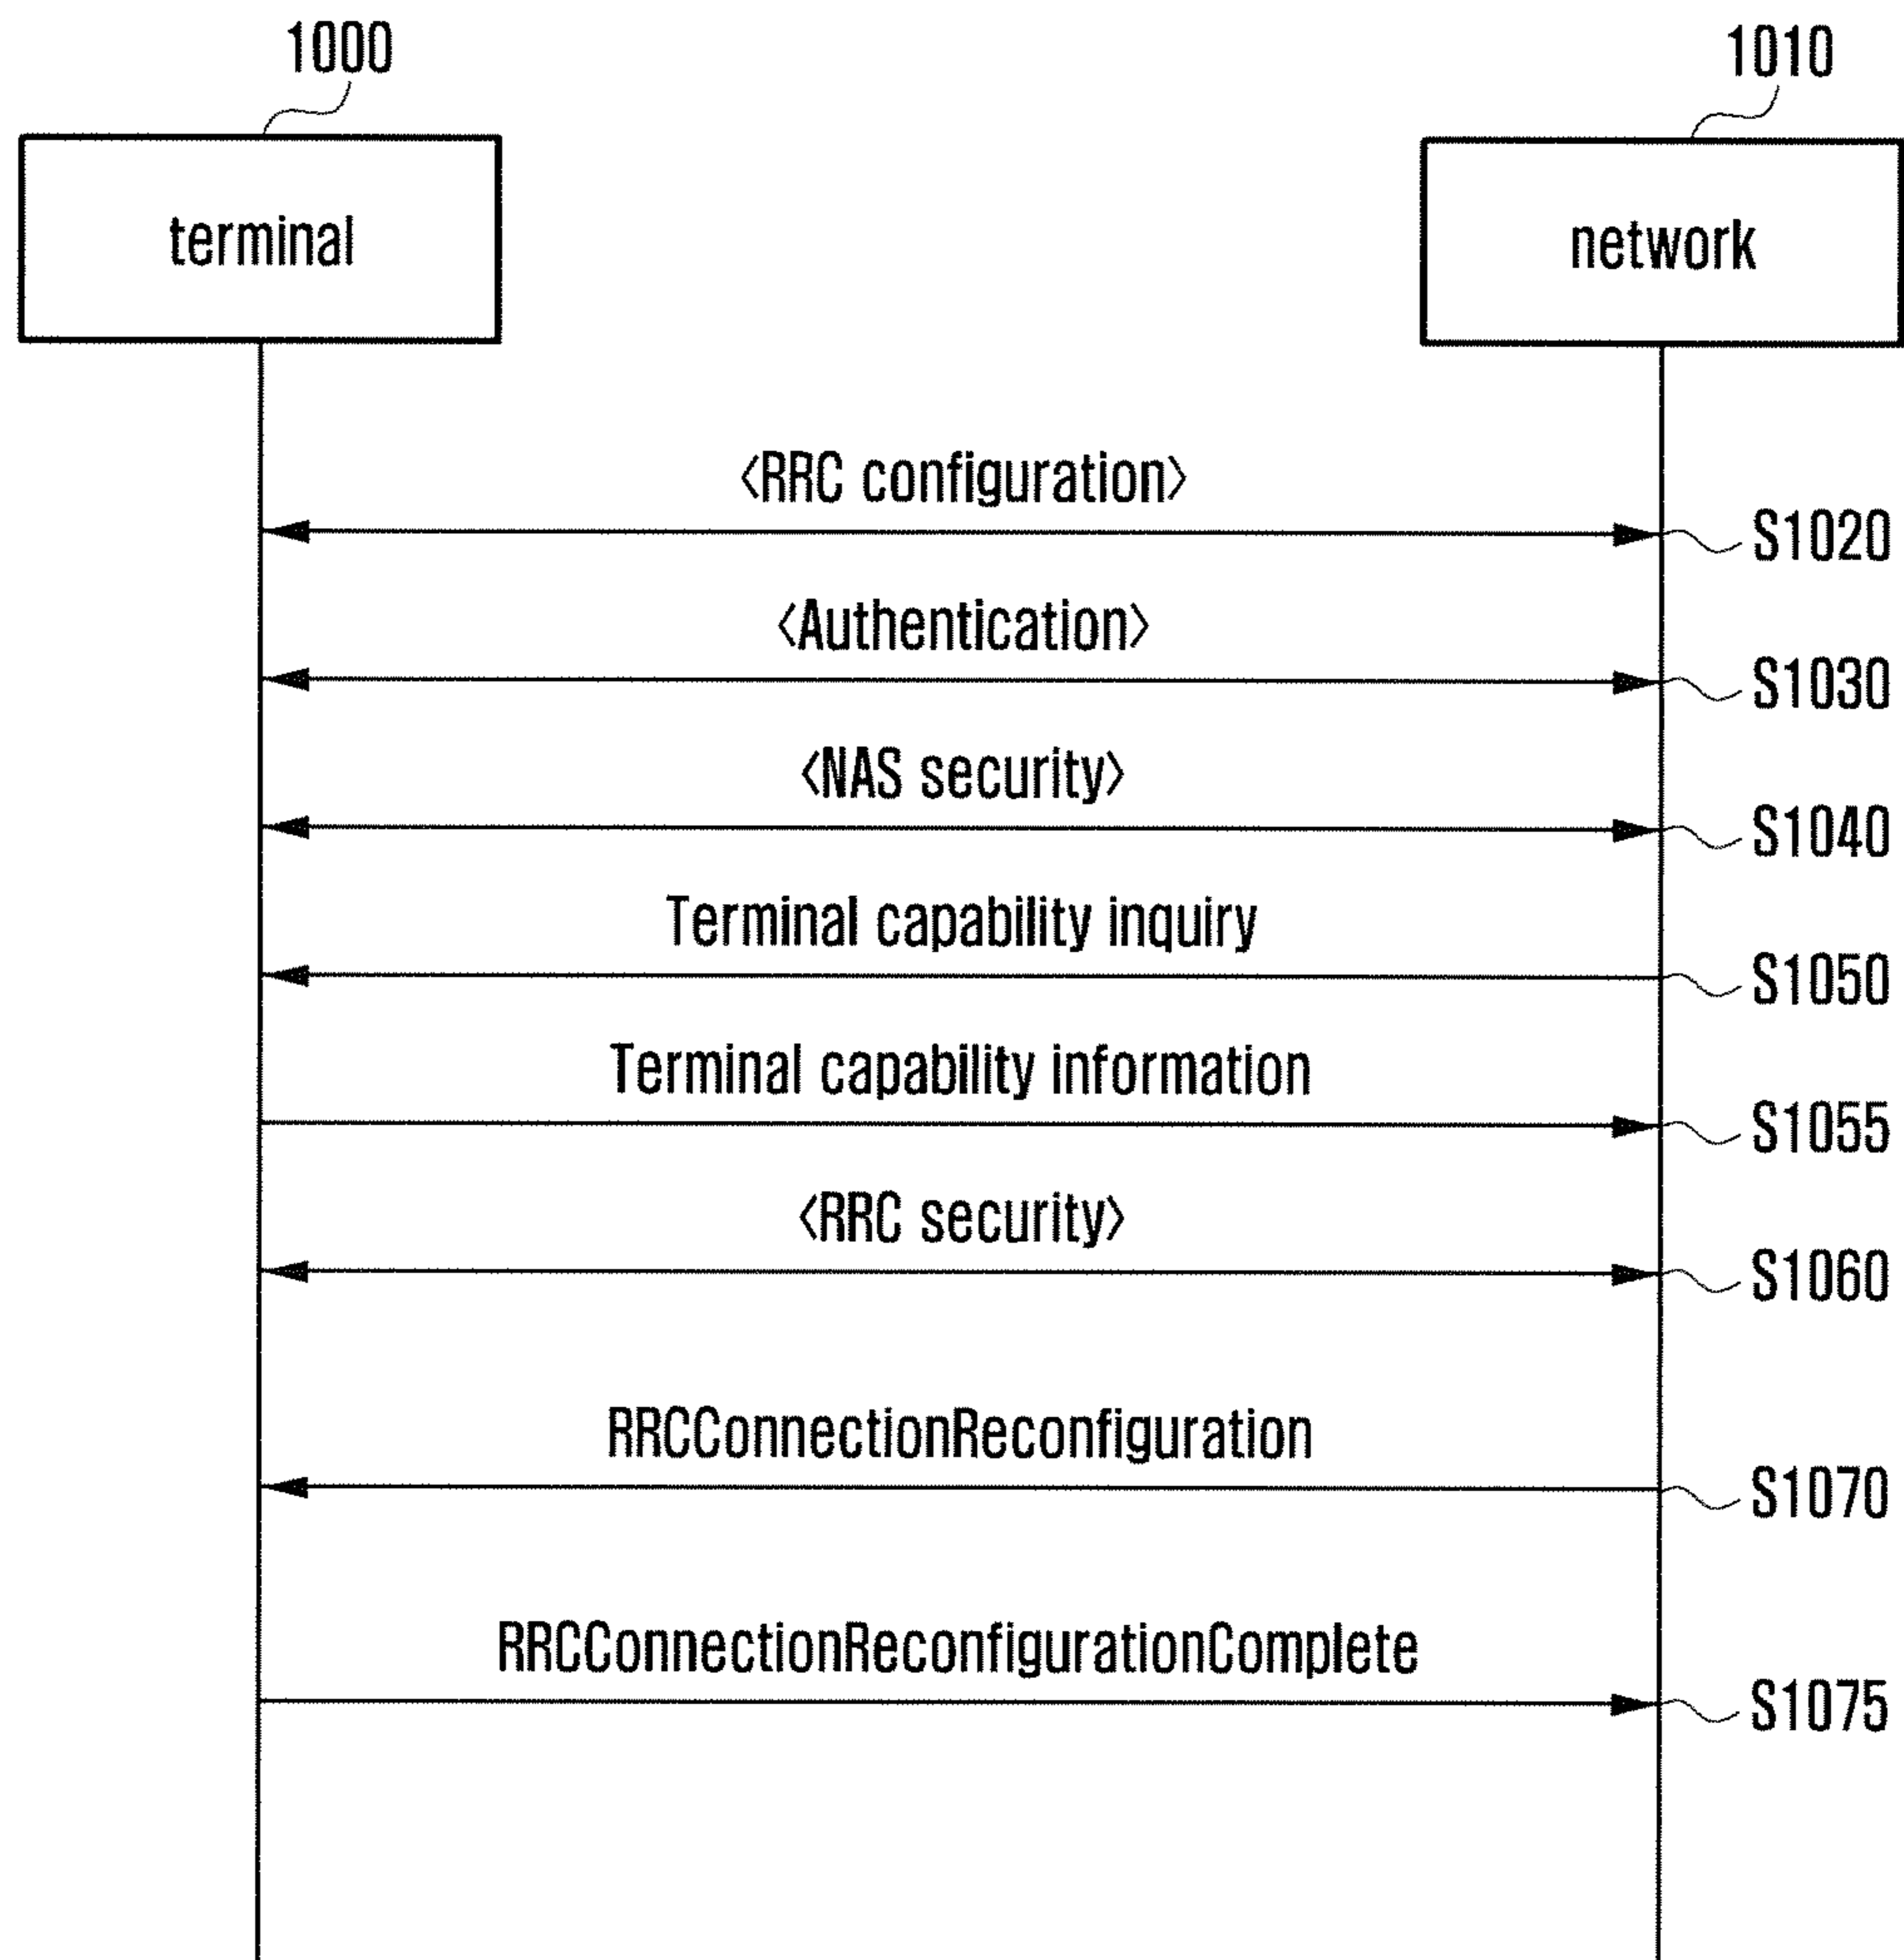 1000
1010
terminal
network
<RRC configuration>
S1020
<Authentication>
S1030
<NAS security>
S1040
Terminal capability inquiry
S1050
Terminal capability information
S1055
<RRC security>
S1060
RRCConnectionReconfiguration
S1070
RRCConnectionReconfigurationComplete
S1075